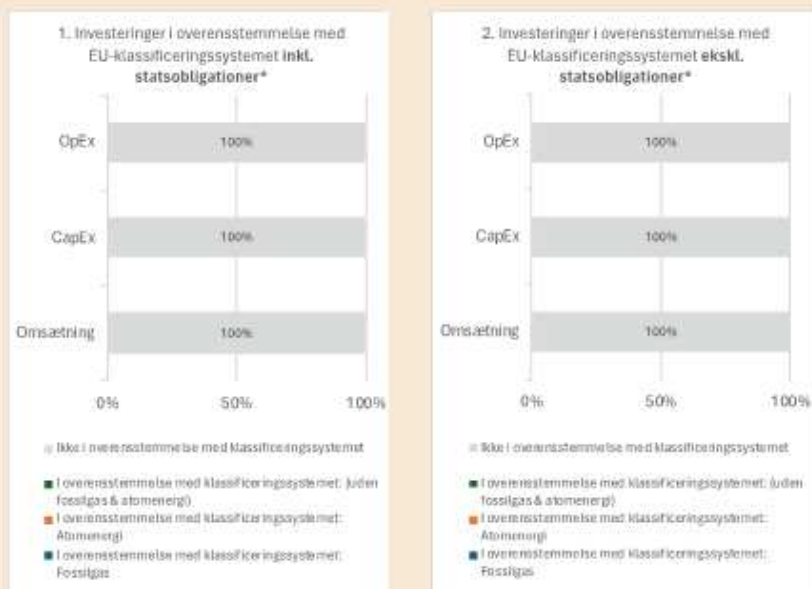 1. Investeringer i overensstemmelse med
EU-klassificeringssystemet inkl.
statsobligationer*
OpEx
100%
CapEx
100%
Omsætning
100%
0%
50%
100%
Ikke i overensstemmelse med klassificeringssystemet
I overensstemmelse med klassificeringssystemet: (uden
fossilgas & atomenergi)
I overensstemmelse med klassificeringssystemet:
Atomenergi
I overensstemmelse med klassificeringssystemet:
Fossilgas
2. Investeringer i overensstemmelse med
EU-klassificeringssystemet ekskl.
statsobligationer*
OpEx
100%
CapEx
100%
Omsætning
100%
0%
50%
100%
Ikke i overensstemmelse med klassificeringssystemet
I overensstemmelse med klassificeringssystemet: (uden
fossilgas & atomenergi)
I overensstemmelse med klassificeringssystemet:
Atomenergi
I overensstemmelse med klassificeringssystemet:
Fossilgas